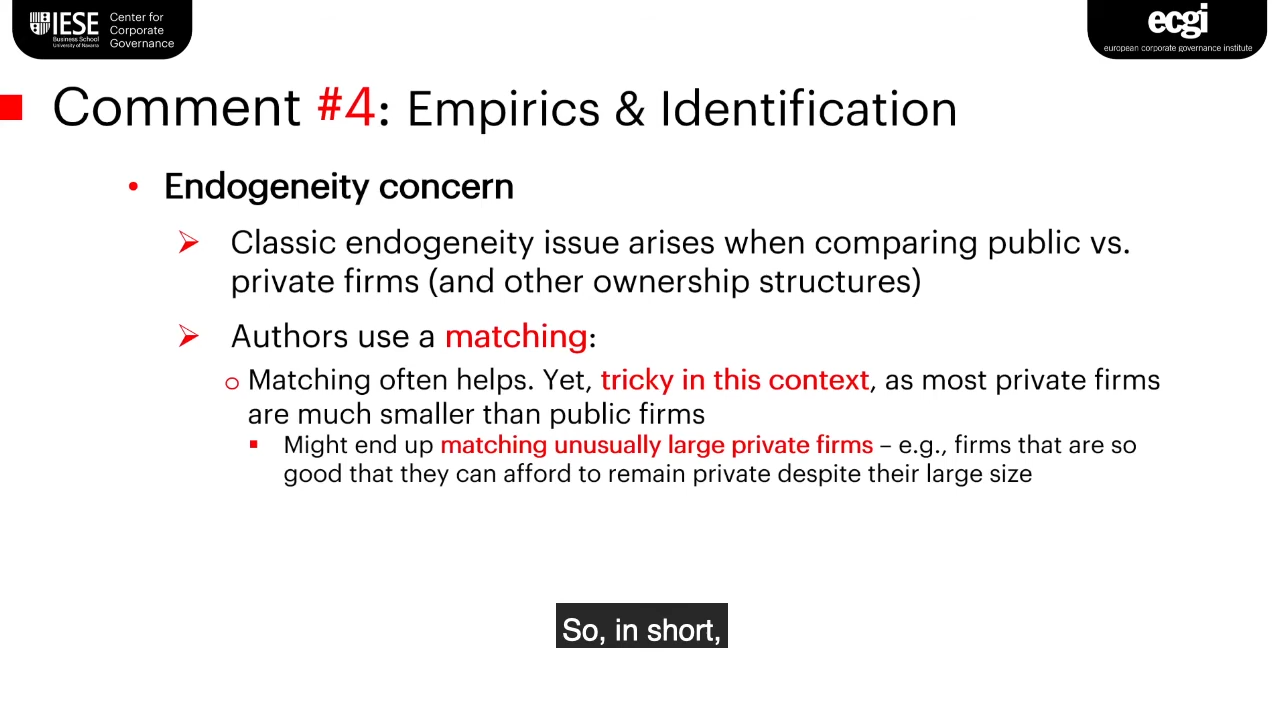 IESE
Business School
University of Navarra
Center for
Corporate
Governance
ecgi
european corporate governance institute
Comment #4: Empirics & Identification
• Endogeneity concern
➢ Classic endogeneity issue arises when comparing public vs.
private firms (and other ownership structures)
➢ Authors use a matching:
o Matching often helps. Yet, tricky in this context, as most private firms
are much smaller than public firms
▪ Might end up matching unusually large private firms – e.g., firms that are so
good that they can afford to remain private despite their large size
So, in short,